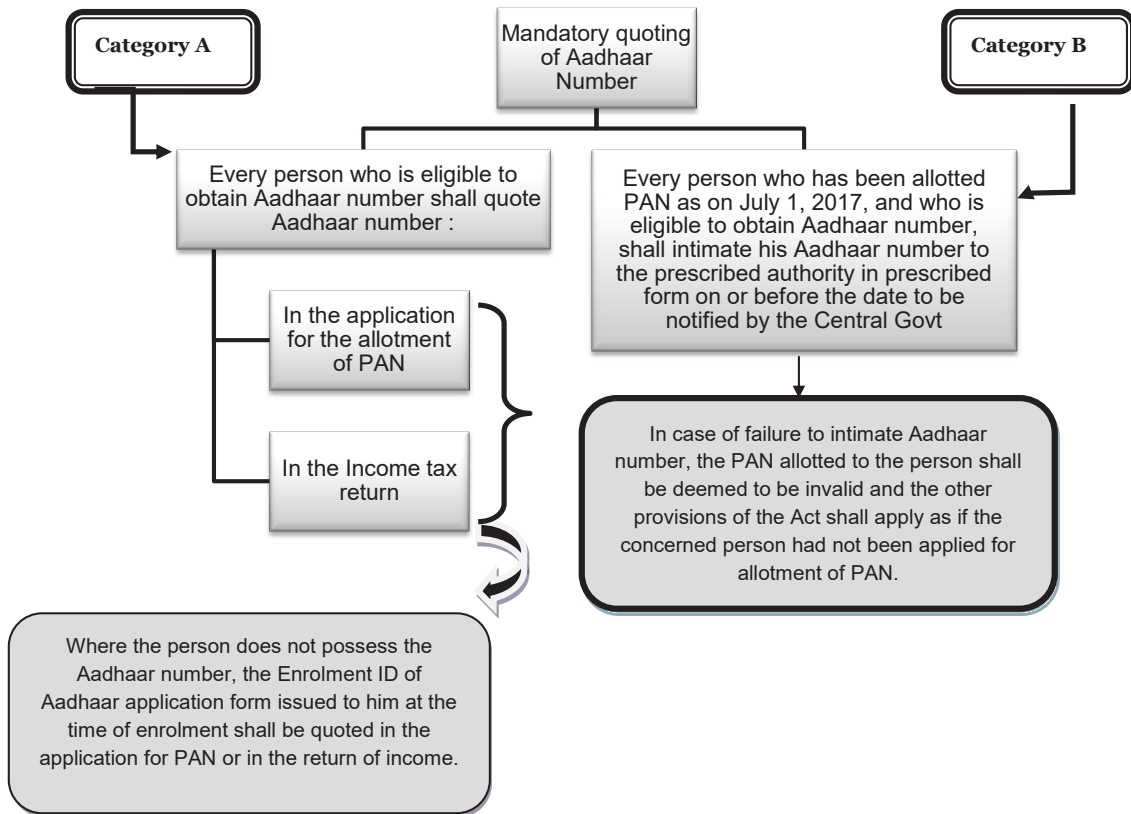 Category A
Mandatory quoting
of Aadhaar
Number
Category B
Every person who is eligible to
obtain Aadhaar number shall quote
Aadhaar number :
In the application
for the allotment
of PAN
In the Income tax
return
Where the person does not possess the
Aadhaar number, the Enrolment ID of
Aadhaar application form issued to him at the
time of enrolment shall be quoted in the
application for PAN or in the return of income.
Every person who has been allotted
PAN as on July 1, 2017, and who is
eligible to obtain Aadhaar number,
shall intimate his Aadhaar number to
the prescribed authority in prescribed
form on or before the date to be
notified by the Central Govt
In case of failure to intimate Aadhaar
number, the PAN allotted to the person shall
be deemed to be invalid and the other
provisions of the Act shall apply as if the
concerned person had not been applied for
allotment of PAN.